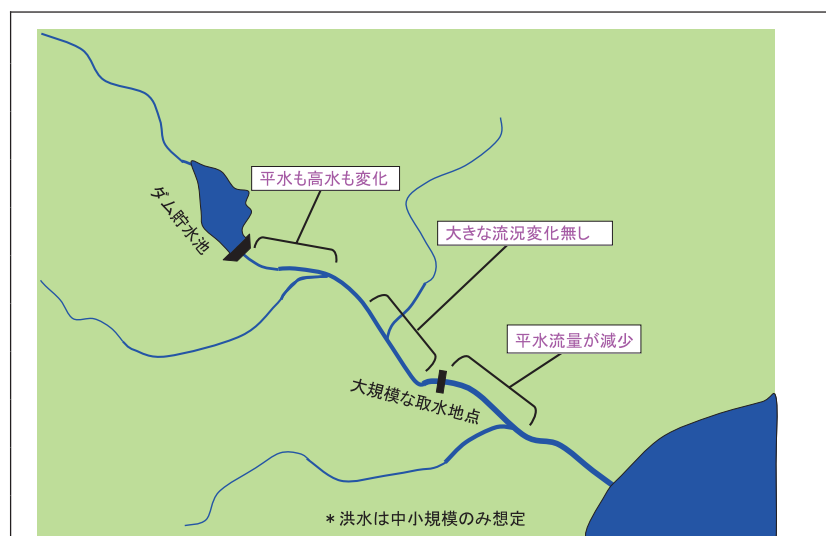 平水も高水も変化
ダム貯水池
大きな流況変化無し
平水流量が減少
大規模な取水地点
*洪水は中小規模のみ想定